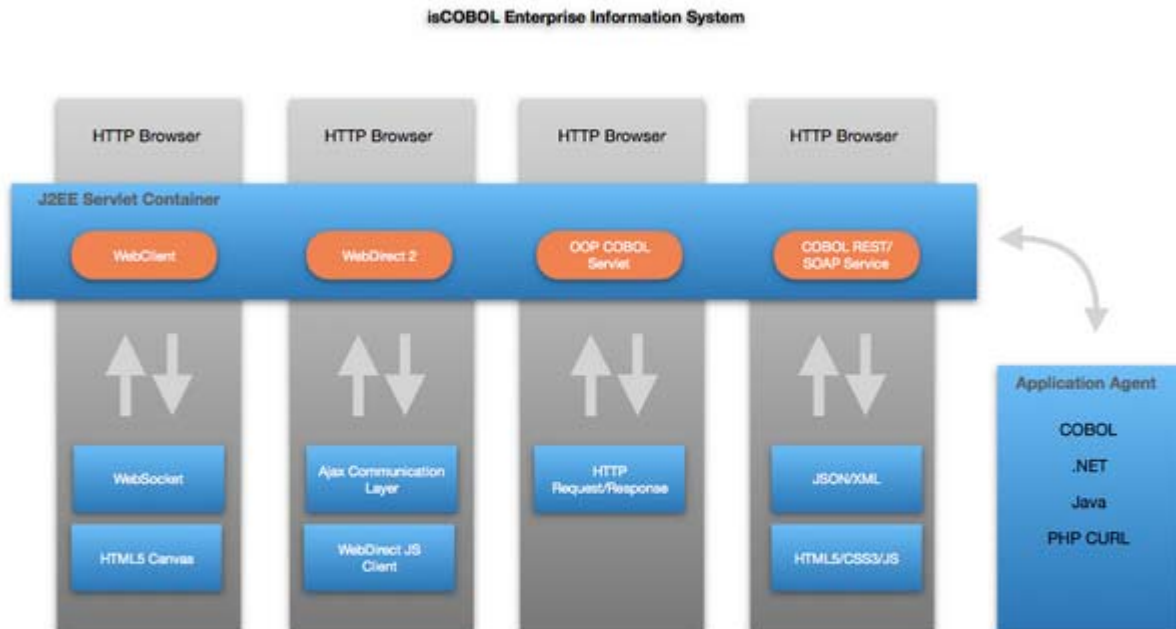 isCOBOL Enterprise Information System
HTTP Browser
HTTP Browser
HTTP Browser
HTTP Browser
J2EE Servlet Container
WebClient
WebDirect 2
OOP COBOL
Servlet
COBOL REST/
SOAP Service
Application Agent
COBOL
.NET
Java
PHP CURL
WebSocket
Ajax Communication
Layer
HTTP
Request/Response
JSON/XML
HTML5 Canvas
WebDirect JS
Client
HTML5/CSS3/JS